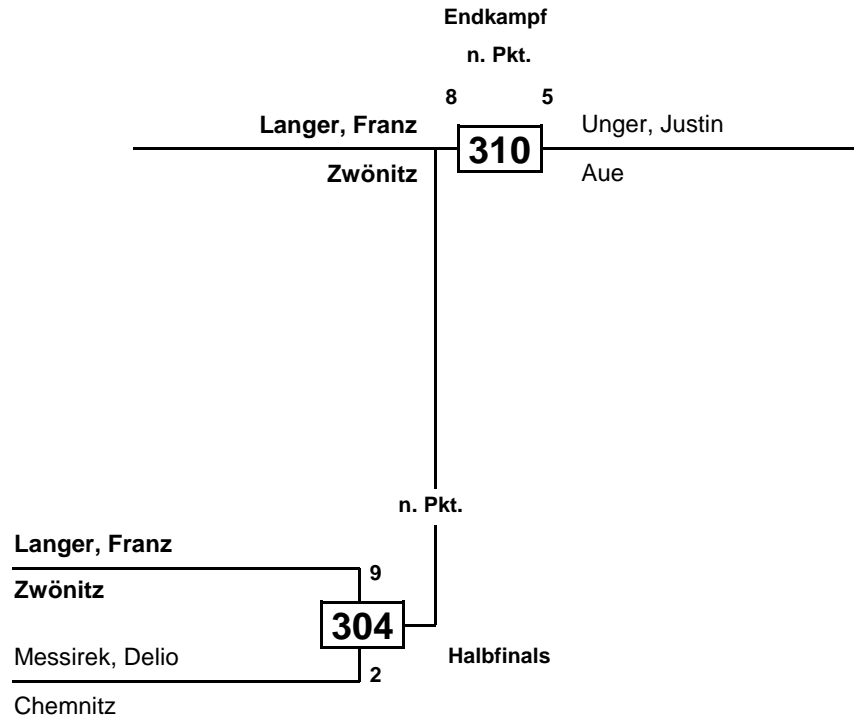 Endkampf
n. Pkt.
8 5
Langer, Franz
Zwönitz
310
Unger, Justin
Aue
n. Pkt.
Langer, Franz
Zwönitz
9
304
Halbfinals
Messirek, Delio
Chemnitz
2